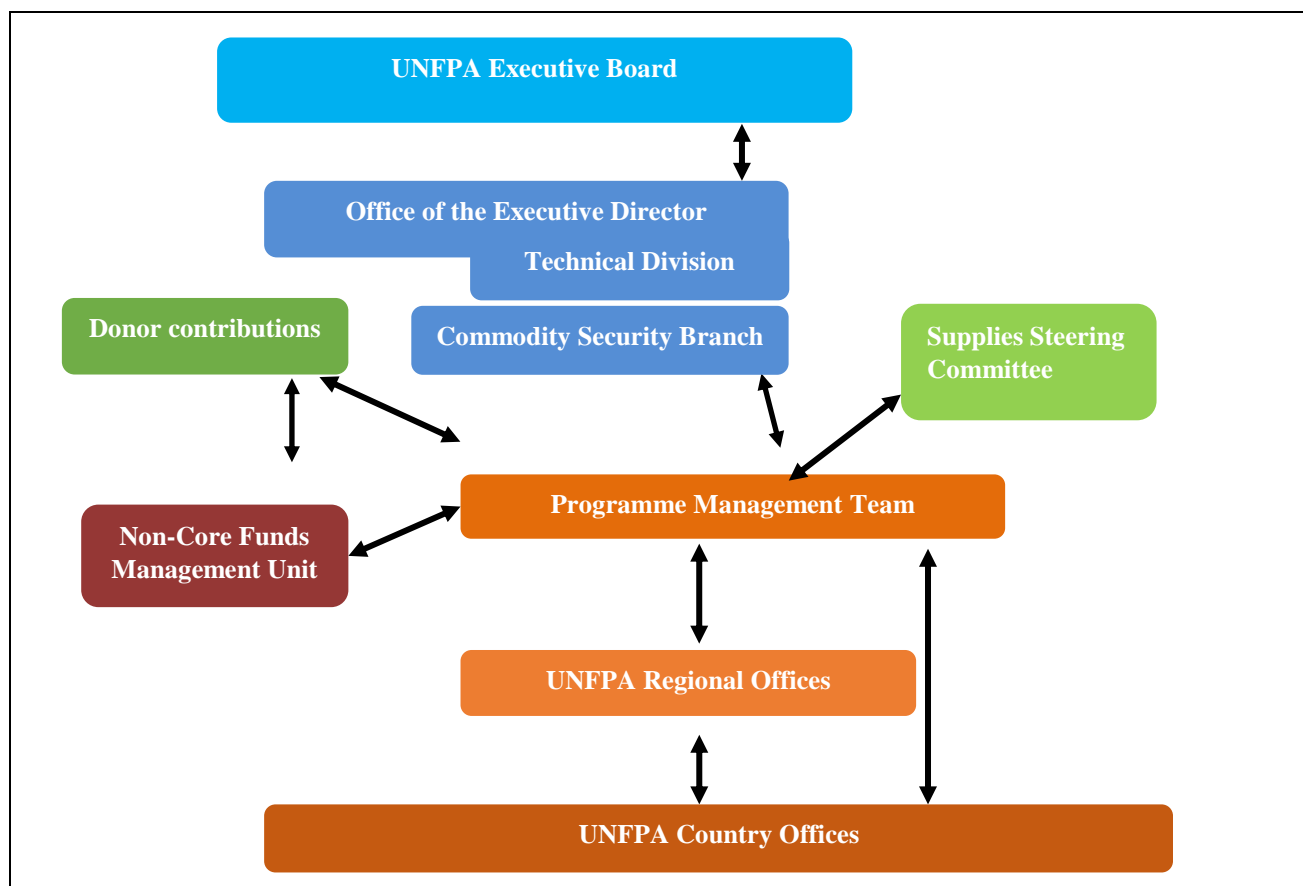 UNFPA Executive Board
Office of the Executive Director
Technical Division
Donor contributions
Commodity Security Branch
Supplies Steering
Committee
Programme Management Team
Non-Core Funds
Management Unit
UNFPA Regional Offices
UNFPA Country Offices